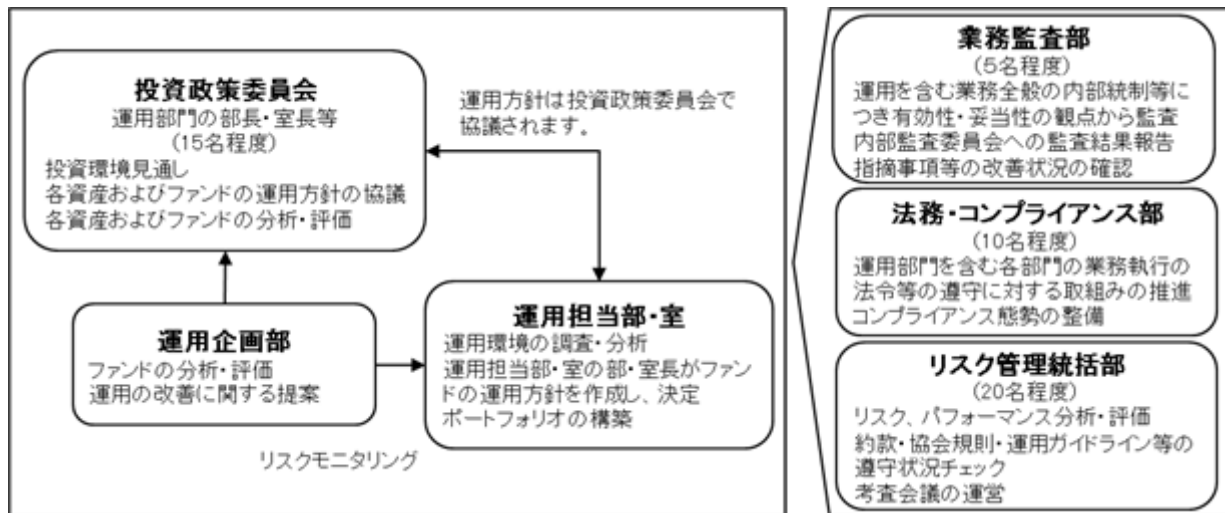 投資政策委員会
運用部門の部長・室長等
(15名程度)
投資環境見通し
各資産およびファンドの運用方針の協議
各資産およびファンドの分析・評価
運用方針は投資政策委員会で
協議されます。
運用企画部
ファンドの分析・評価
運用の改善に関する提案
運用担当部・室
運用環境の調査・分析
運用担当部・室の部・室長がファン
ドの運用方針を作成し、決定
ポートフォリオの構築
リスクモニタリング
業務監査部
(5名程度)
運用を含む業務全般の内部統制等に
つき有効性・妥当性の観点から監査
内部監査委員会への監査結果報告
指摘事項等の改善状況の確認
法務・コンプライアンス部
(10名程度)
運用部門を含む各部門の業務執行の
法令等の遵守に対する取組みの推進
コンプライアンス態勢の整備
リスク管理統括部
(20名程度)
リスク、パフォーマンス分析・評価
約款・協会規則・運用ガイドライン等の
遵守状況チェック
考査会議の運営